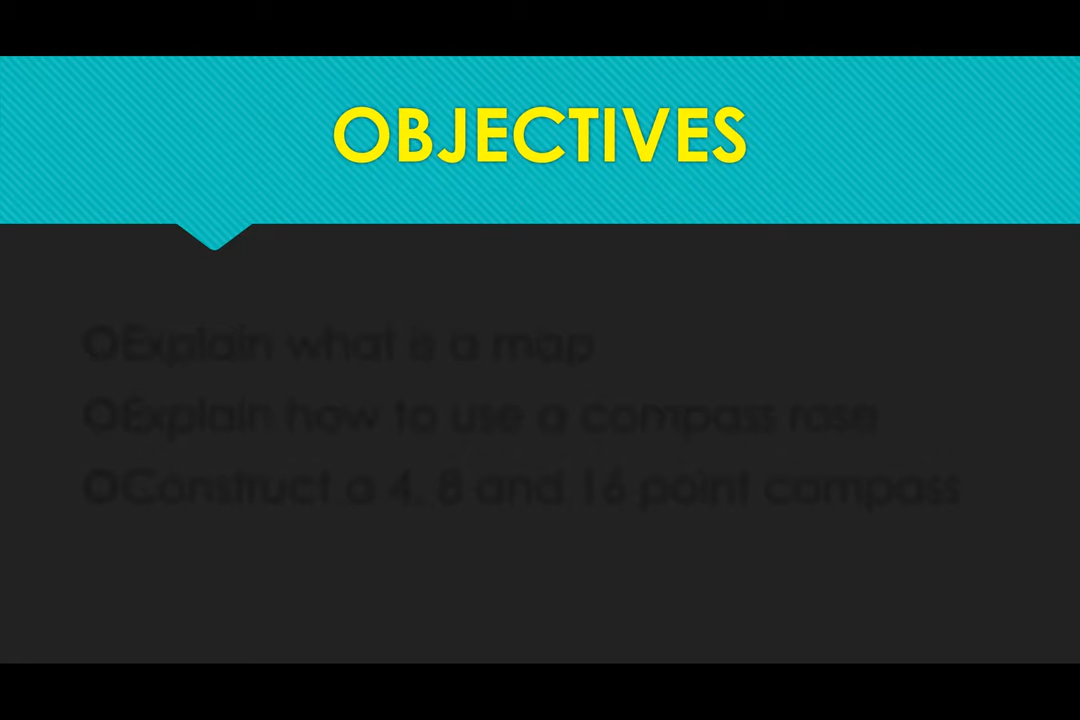 OBJECTIVES
Explain what is a map
Explain how to use a compass rose
Construct a 4, 8 and 16 point compass